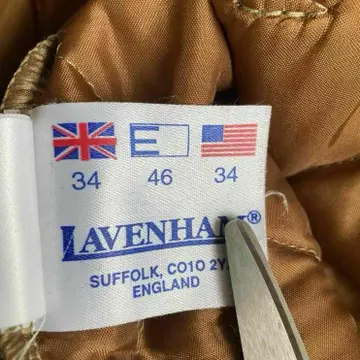 34 46 34
LAVENHAM®
SUFFOLK, CO10 2Y
ENGLAND